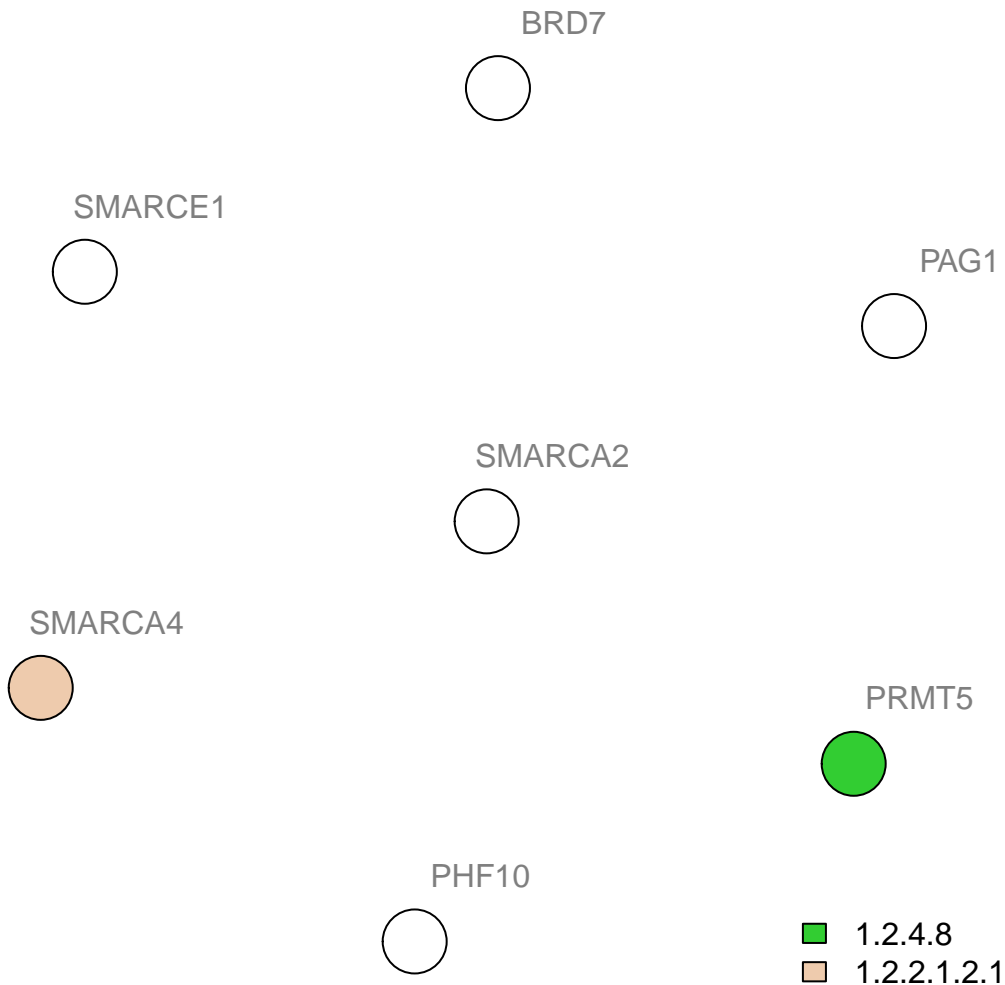 BRD7
SMARCE1
PAG1
SMARCA2
SMARCA4
PRMT5
PHF10
1.2.4.8
1.2.2.1.2.1